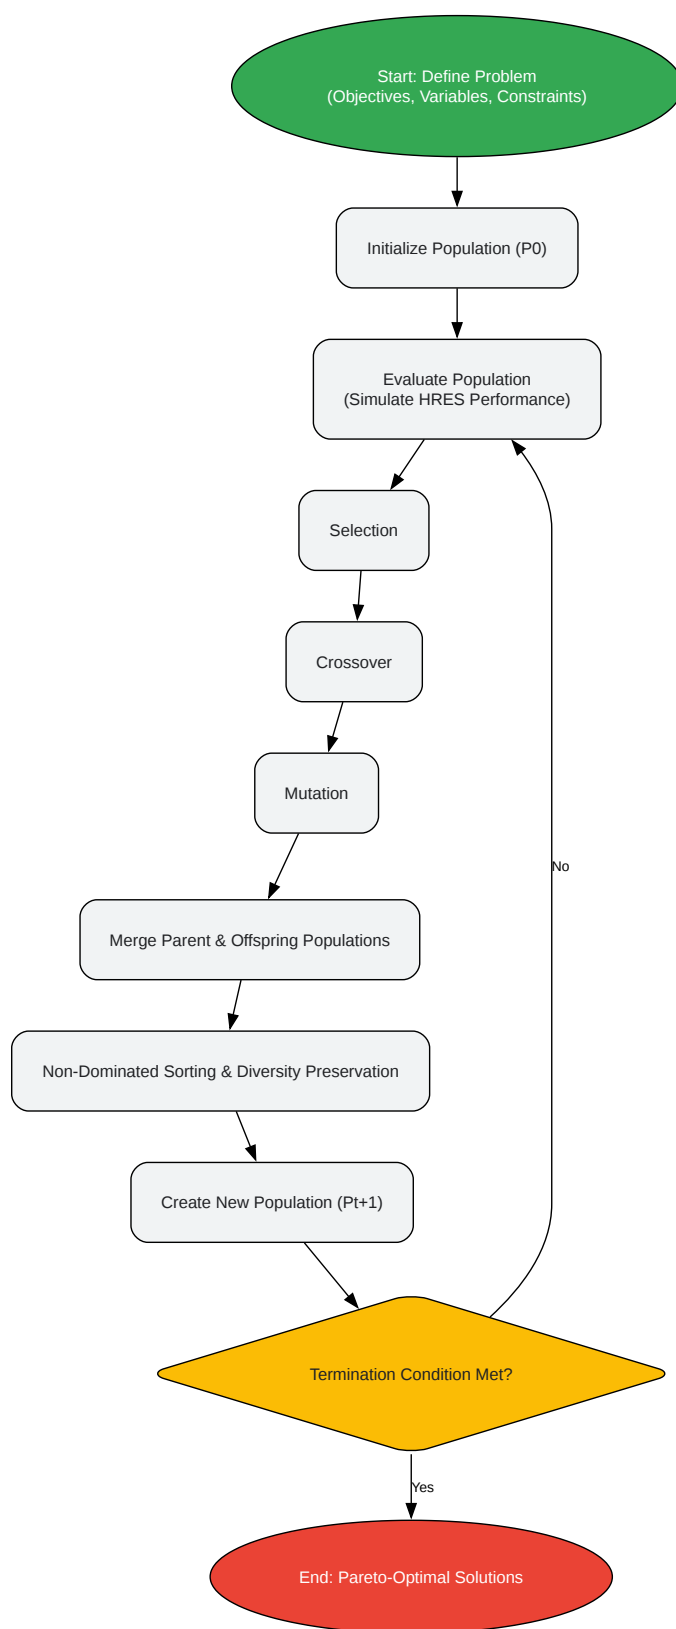 Start: Define Problem
(Objectives, Variables, Constraints)
Initialize Population (P0)
Evaluate Population
(Simulate HRES Performance)
Selection
Crossover
Mutation
No
Merge Parent & Offspring Populations
Non-Dominated Sorting & Diversity Preservation
Create New Population (Pt+1)
Termination Condition Met?
Yes
End: Pareto-Optimal Solutions